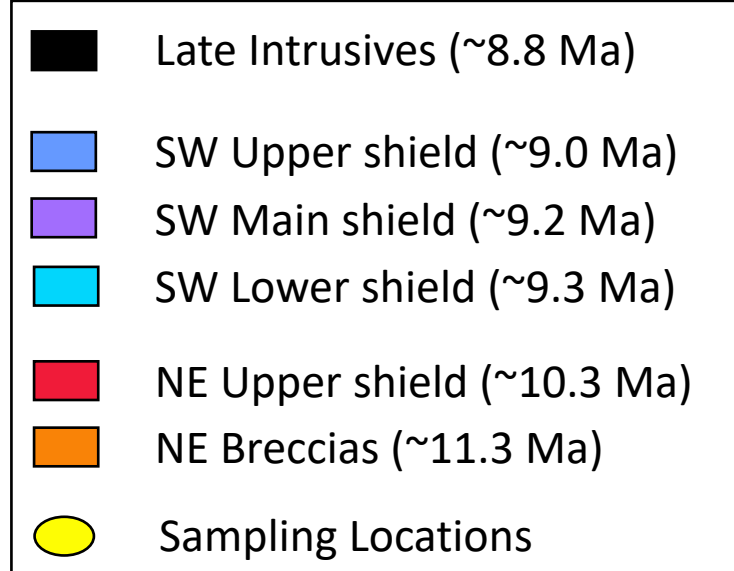 Late Intrusives (~8.8 Ma)
SW Upper shield (~9.0 Ma)
SW Main shield (~9.2 Ma)
SW Lower shield (~9.3 Ma)
NE Upper shield (~10.3 Ma)
NE Breccias (~11.3 Ma)
Sampling Locations